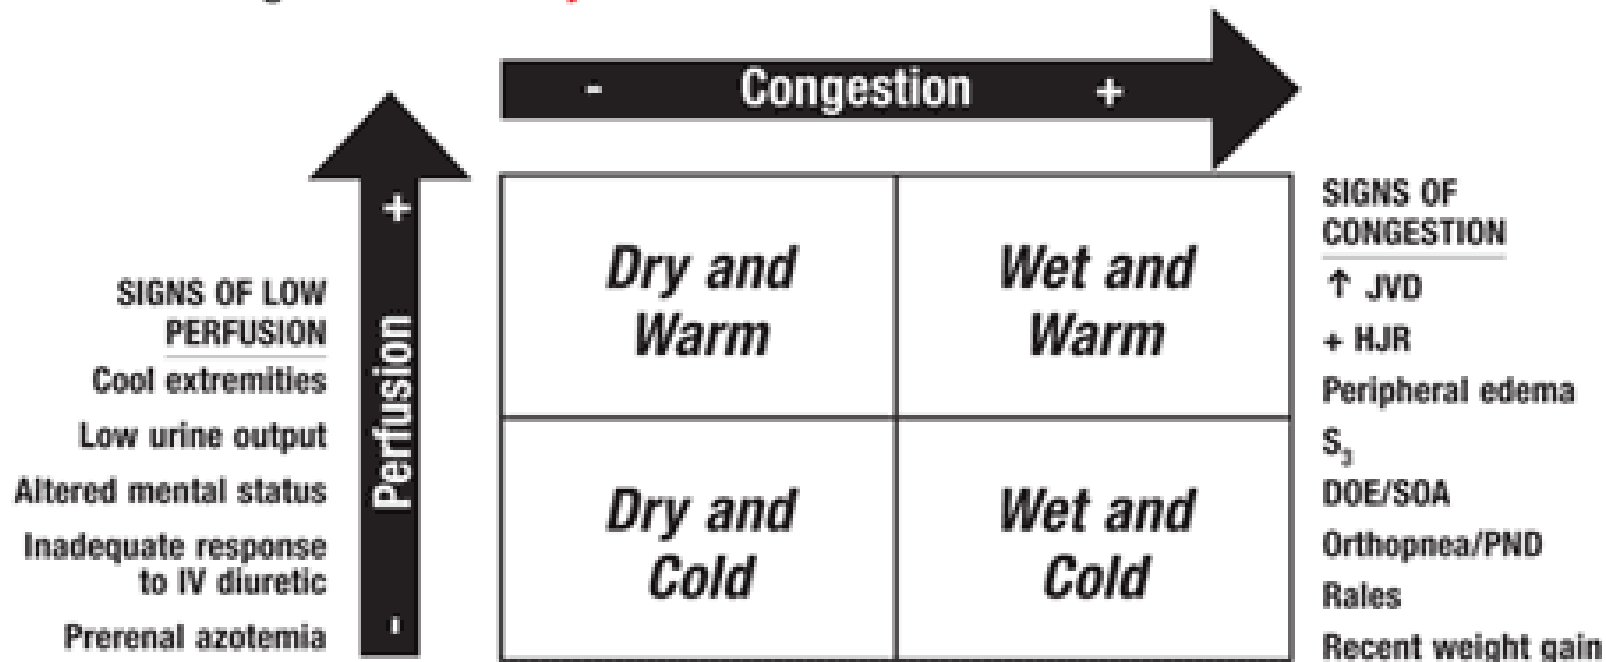 - Congestion +
+ Perfusion -
SIGNS OF LOW
PERFUSION
Cool extremities
Low urine output
Altered mental status
Inadequate response
to IV diuretic
Prerenal azotemia
Dry and
Warm
Wet and
Warm
Dry and
Cold
Wet and
Cold
SIGNS OF
CONGESTION
↑ JVD
+ HJR
Peripheral edema
S₃
DOE/SOA
Orthopnea/PND
Rales
Recent weight gain